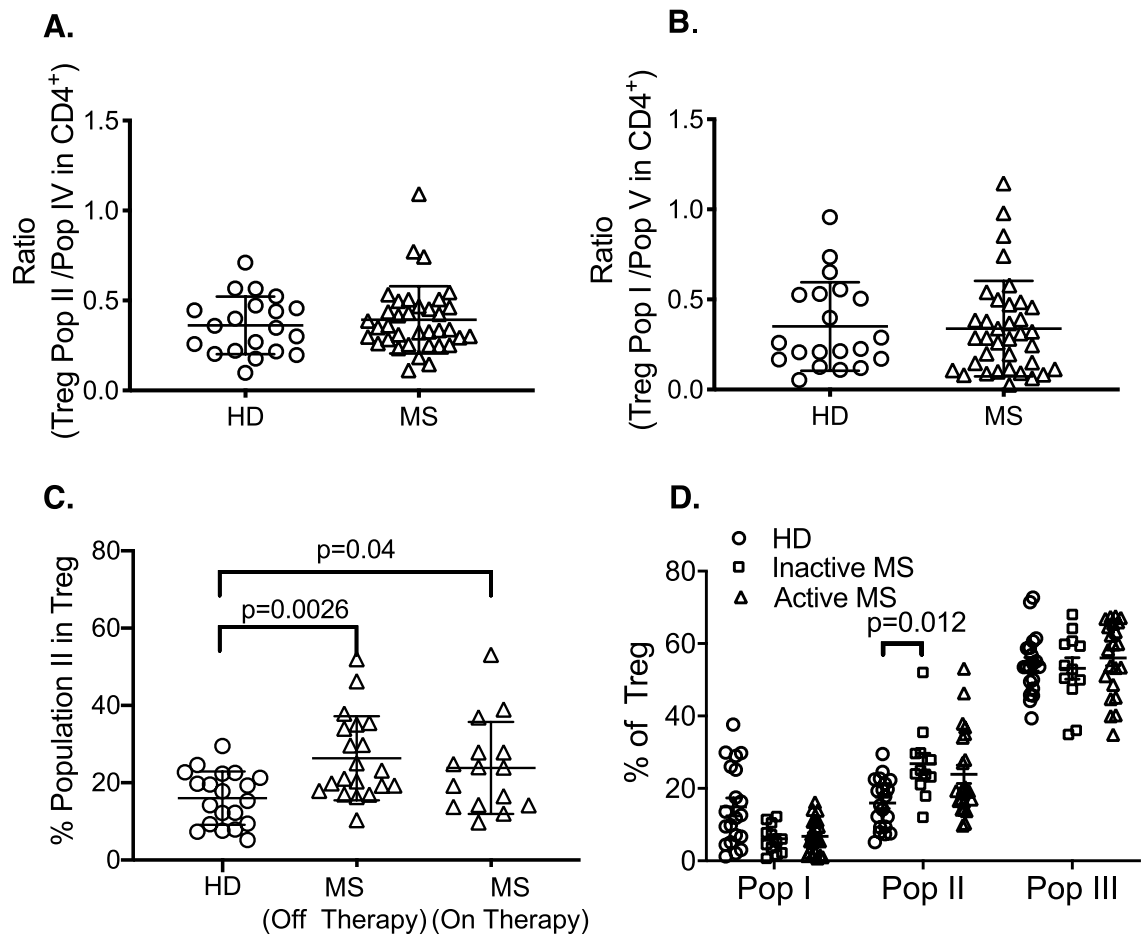 A.
Ratio
(Treg Pop II /Pop IV in CD4⁺)
1.5
1.0
0.5
0.0
HD
MS
B.
Ratio
(Treg Pop I /Pop V in CD4⁺)
1.5
1.0
0.5
0.0
HD
MS
C.
% Population II in Treg
80
60
40
20
0
p=0.04
p=0.0026
HD
MS
(Off Therapy)
MS
(On Therapy)
D.
HD
Inactive MS
Active MS
% of Treg
80
60
40
20
0
p=0.012
Pop I
Pop II
Pop III